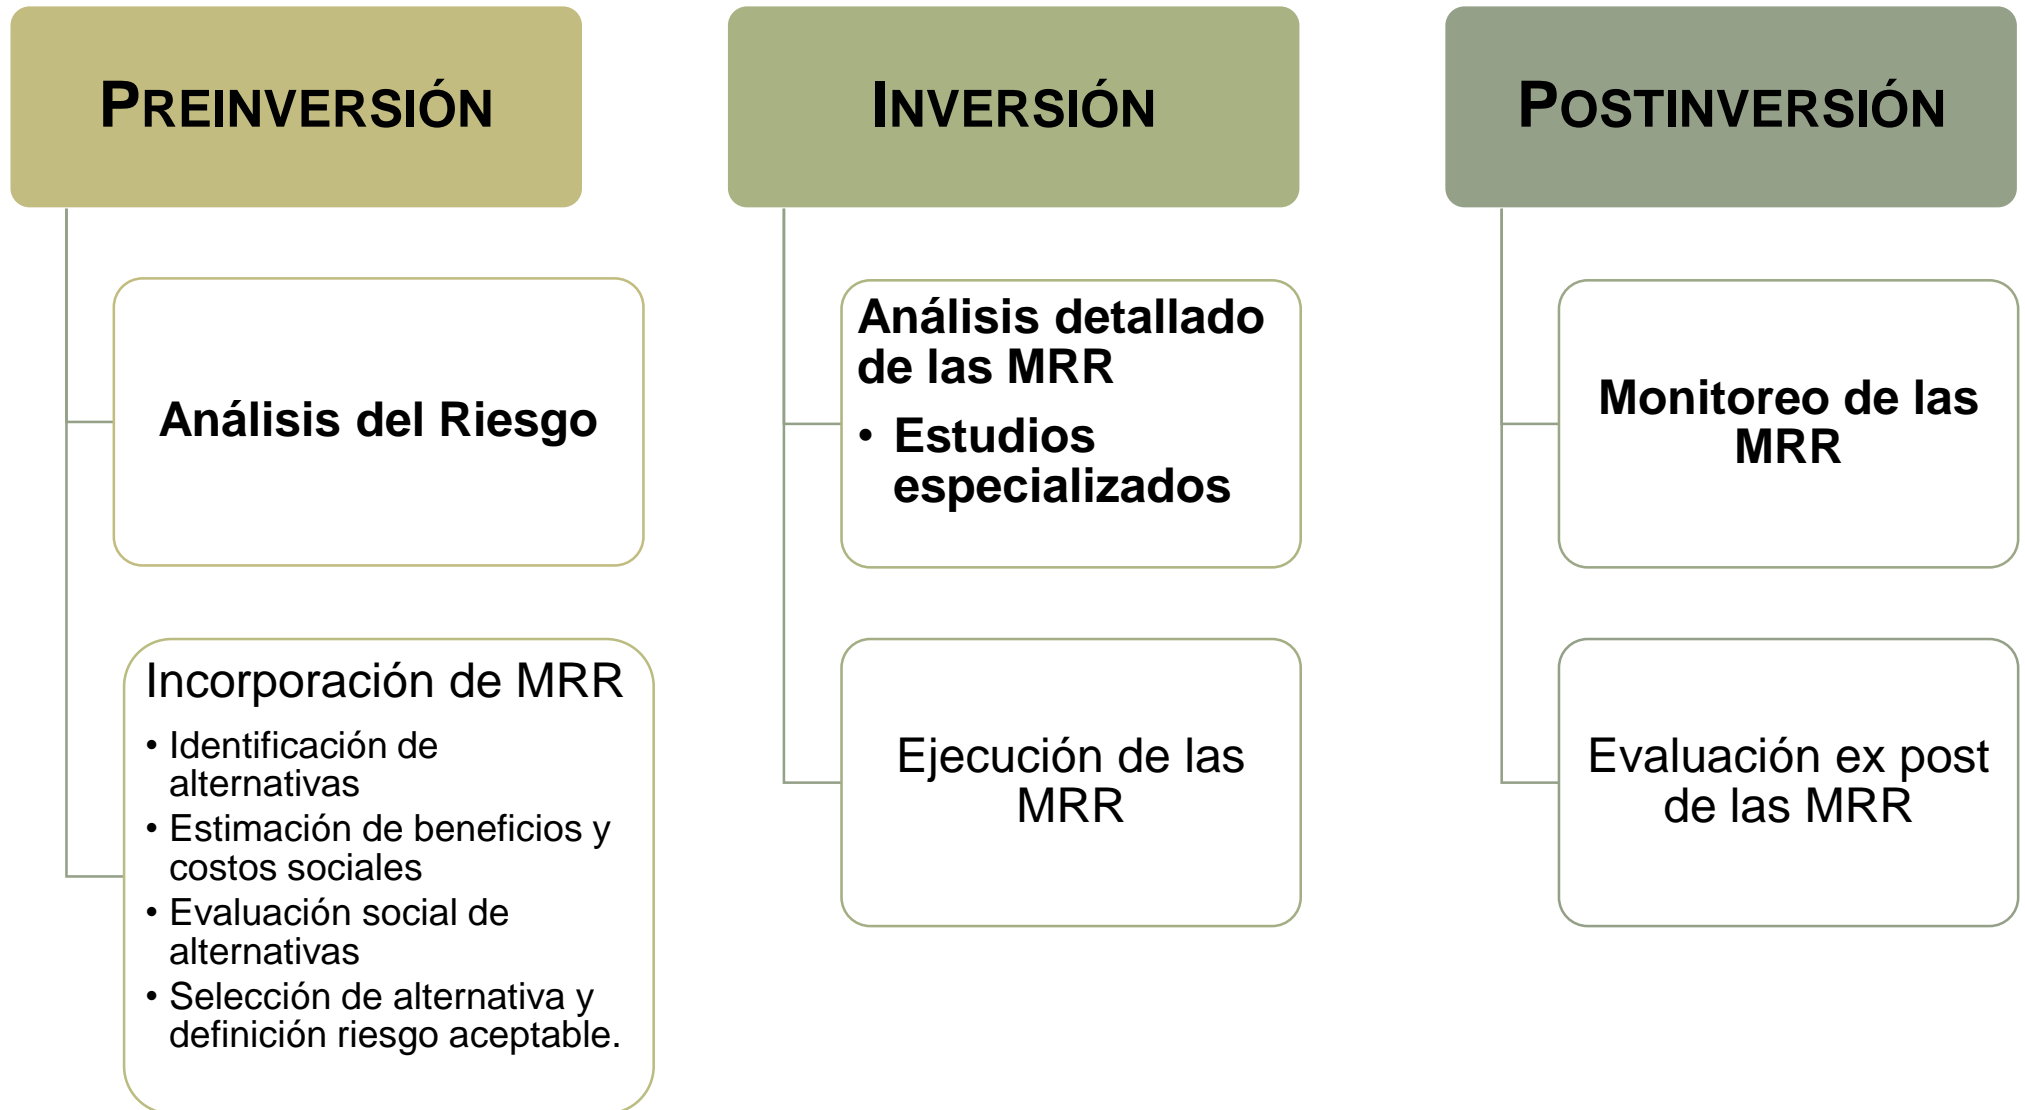 PREINVERSIÓN
Análisis del Riesgo
Incorporación de MRR
• Identificación de
alternativas
• Estimación de beneficios y
costos sociales
• Evaluación social de
alternativas
• Selección de alternativa y
definición riesgo aceptable.
INVERSIÓN
Análisis detallado
de las MRR
• Estudios
especializados
Ejecución de las
MRR
POSTINVERSIÓN
Monitoreo de las
MRR
Evaluación ex post
de las MRR